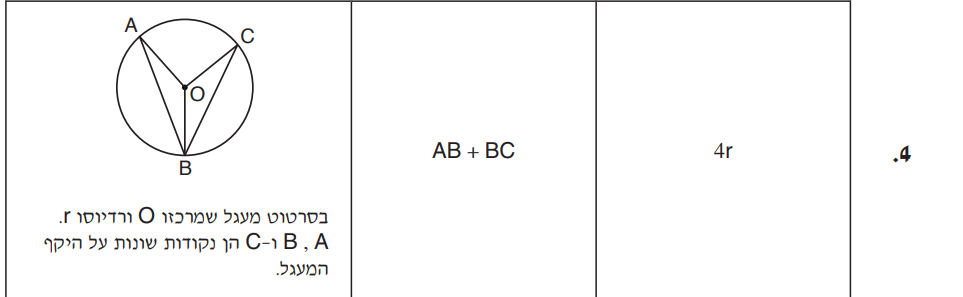 .4
4r
AB + BC
A
C
O
B
בסרטוט מעגל שמרכזו O ורדיוסו r.
A , B ו-C הן נקודות שונות על היקף
המעגל.